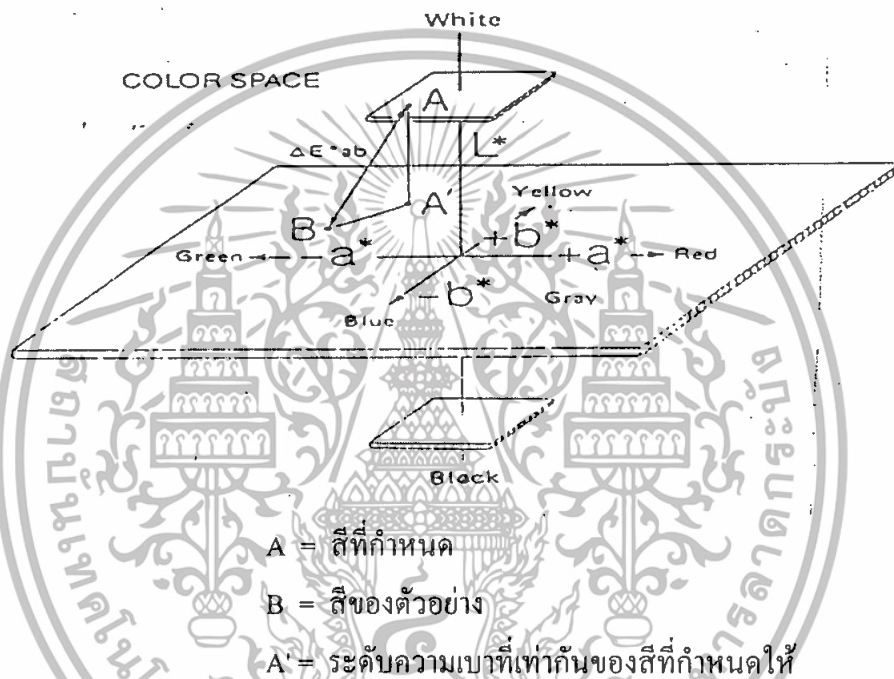 White
COLOR SPACE
A
L*
ΔE*ab
Yellow
A'
B
+b*
Green
-a*
+a*
Red
-b*
Gray
Blue
Black
A = สีที่กำหนด
B = สีของตัวอย่าง
A' = ระดับความเบาที่เท่ากันของสีที่กำหนดให้